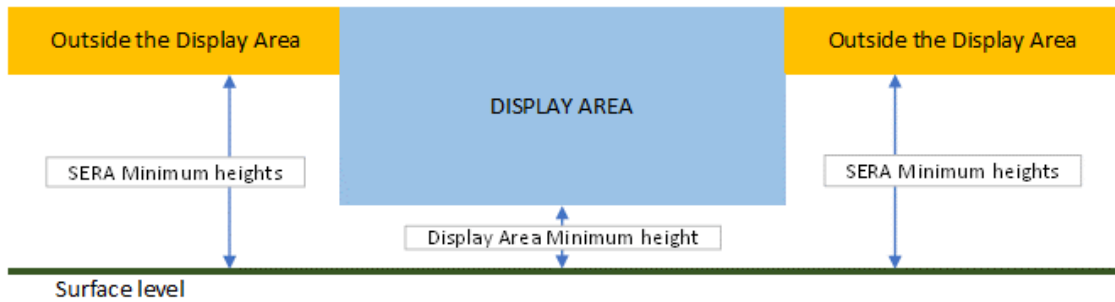 Outside the Display Area
Outside the Display Area
DISPLAY AREA
SERA Minimum heights
SERA Minimum heights
Display Area Minimum height
Surface level